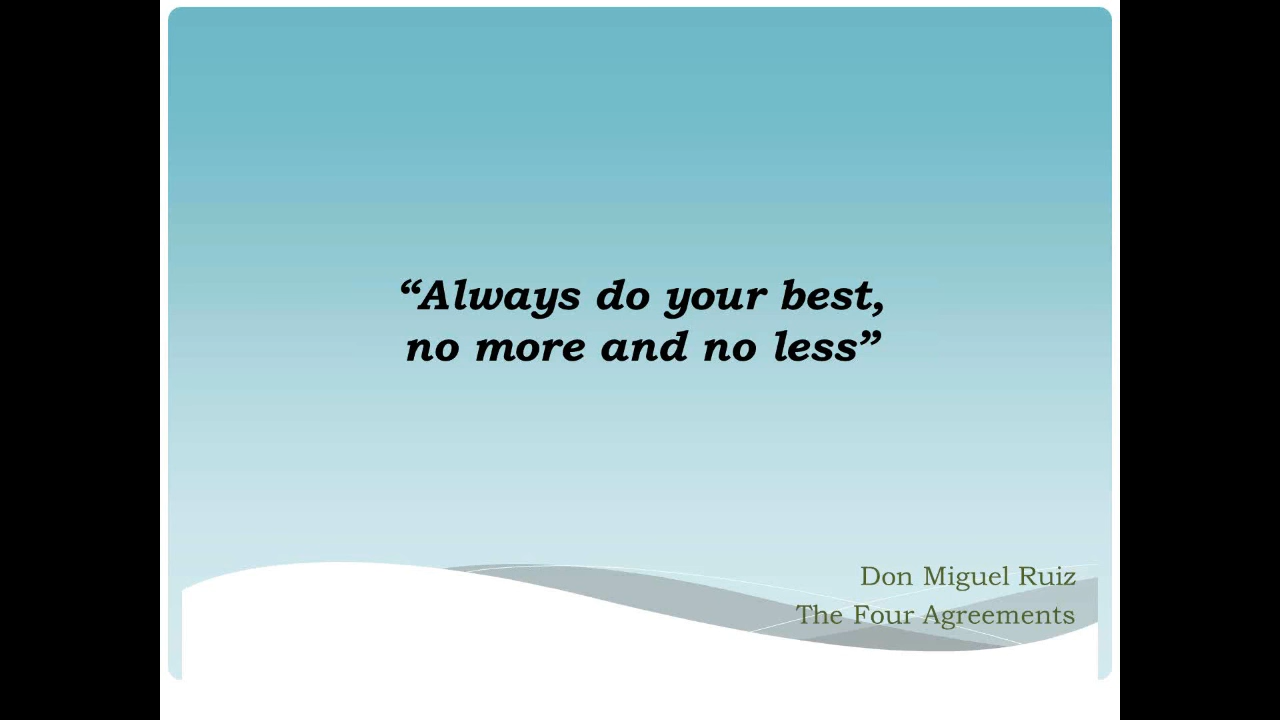 “Always do your best,
no more and no less”
Don Miguel Ruiz
The Four Agreements